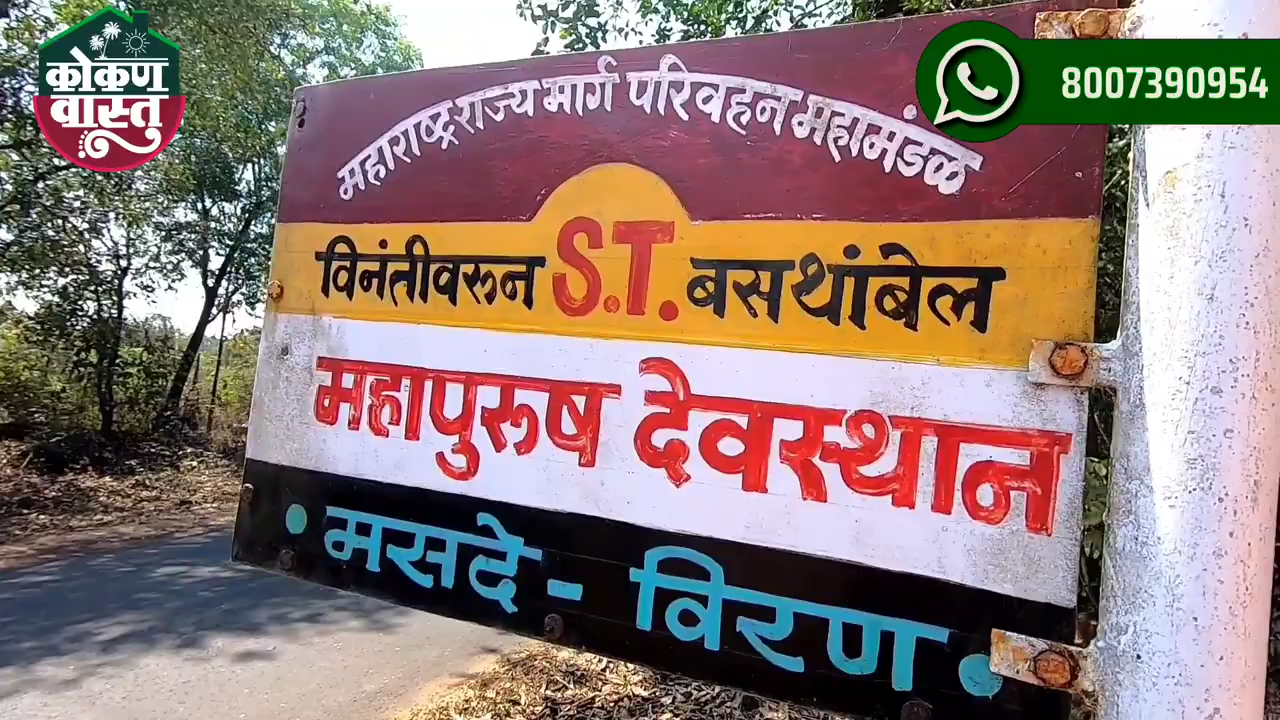 कोकण
वास्तु
8007390954
महाराष्ट्र राज्य मार्ग परिवहन महामंडळ
विनंतीवरून S.T. बस थांबेल
महापुरूष देवस्थान
मसदे - विरण